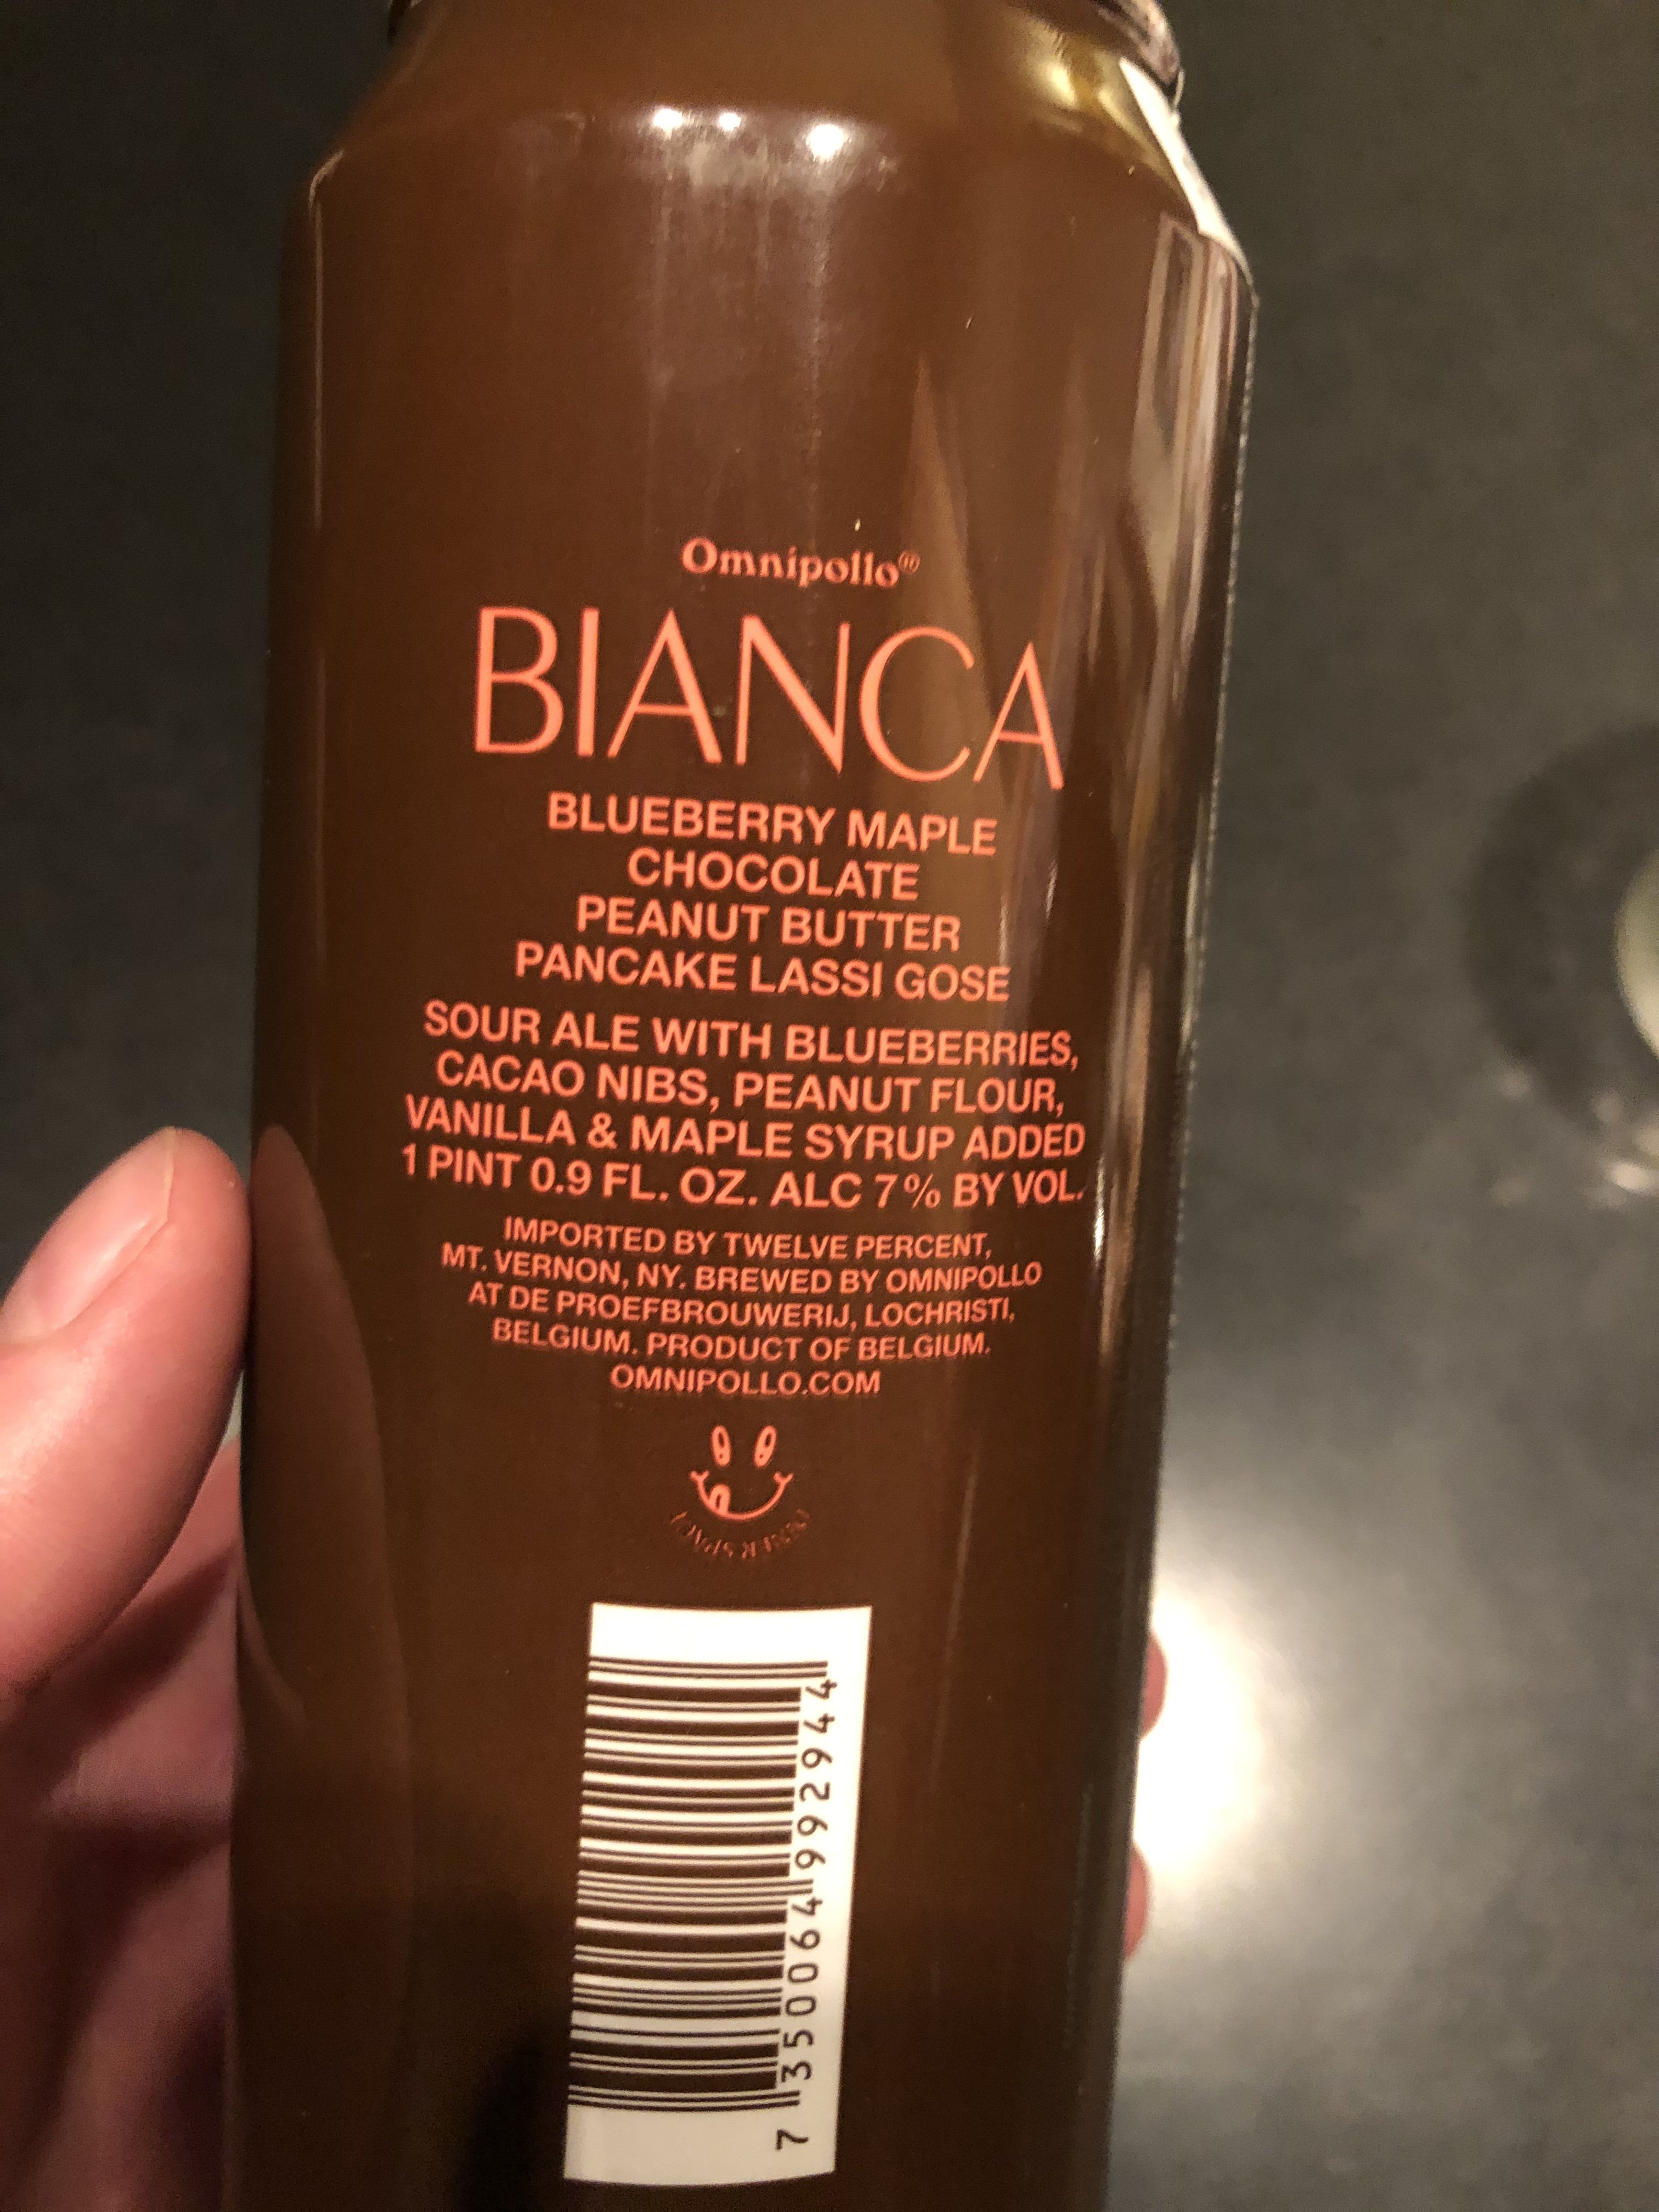 Omnipollo®
BIANCA
BLUEBERRY MAPLE
CHOCOLATE
PEANUT BUTTER
PANCAKE LASSI GOSE
SOUR ALE WITH BLUEBERRIES,
CACAO NIBS, PEANUT FLOUR,
VANILLA & MAPLE SYRUP ADDED
1 PINT 0.9 FL. OZ. ALC 7% BY VOL.
IMPORTED BY TWELVE PERCENT,
MT. VERNON, NY. BREWED BY OMNIPOLLO
AT DE PROEFBROUWERIJ, LOCHRISTI,
BELGIUM. PRODUCT OF BELGIUM.
OMNIPOLLO.COM
INNER SPACE
7 350064 992944